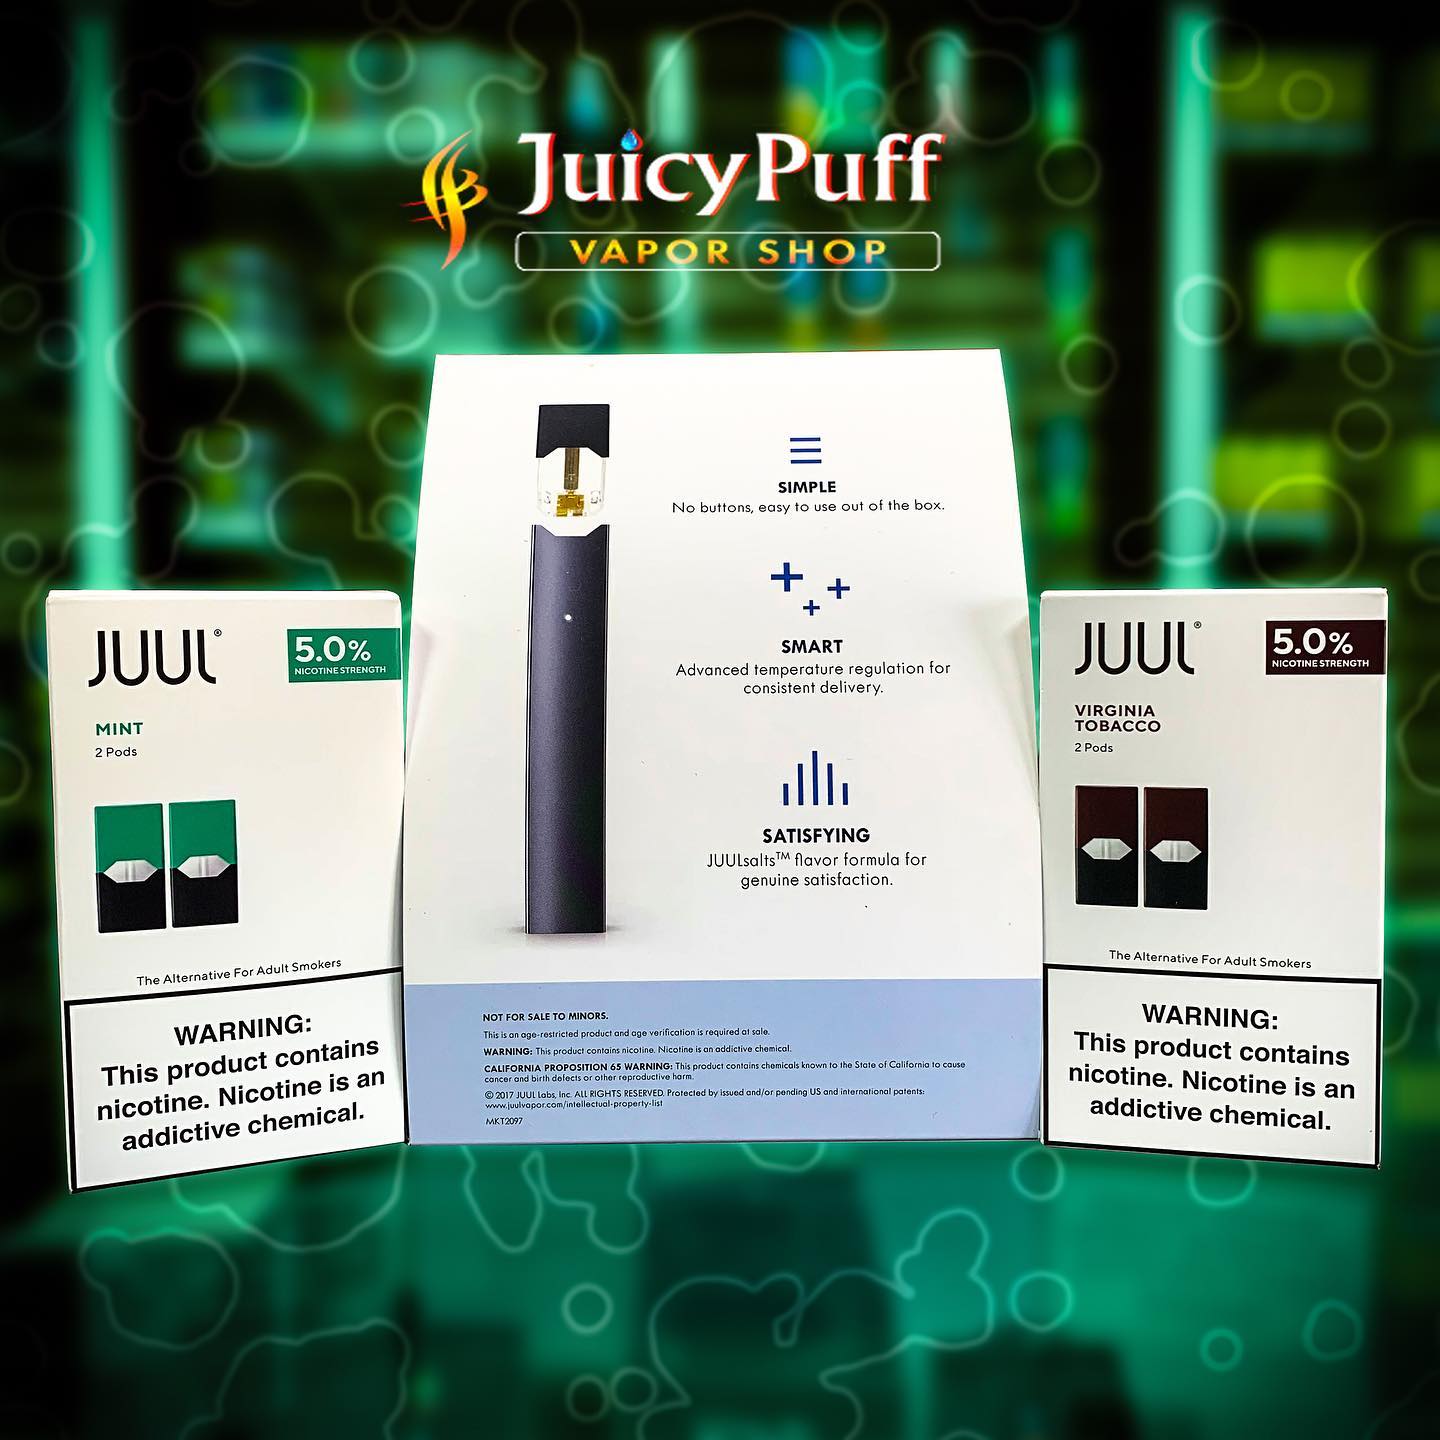 JuicyPuff
VAPOR SHOP
JUUL®
5.0%
NICOTINE STRENGTH
MINT
2 Pods
The Alternative For Adult Smokers
WARNING:
This product contains
nicotine. Nicotine is an
addictive chemical.
SIMPLE
No buttons, easy to use out of the box.
SMART
Advanced temperature regulation for
consistent delivery.
SATISFYING
JUULsalts™ flavor formula for
genuine satisfaction.
NOT FOR SALE TO MINORS.
This is an age-restricted product and age verification is required at sale.
WARNING: This product contains nicotine. Nicotine is an addictive chemical.
CALIFORNIA PROPOSITION 65 WARNING: This product contains chemicals known to the State of California to cause
cancer and birth defects or other reproductive harm.
© 2017 JUUL Labs, Inc. ALL RIGHTS RESERVED. Protected by issued and/or pending US and international patents:
www.juulvapor.com/intellectual-property-list
MKT2097
JUUL®
5.0%
NICOTINE STRENGTH
VIRGINIA
TOBACCO
2 Pods
The Alternative For Adult Smokers
WARNING:
This product contains
nicotine. Nicotine is an
addictive chemical.